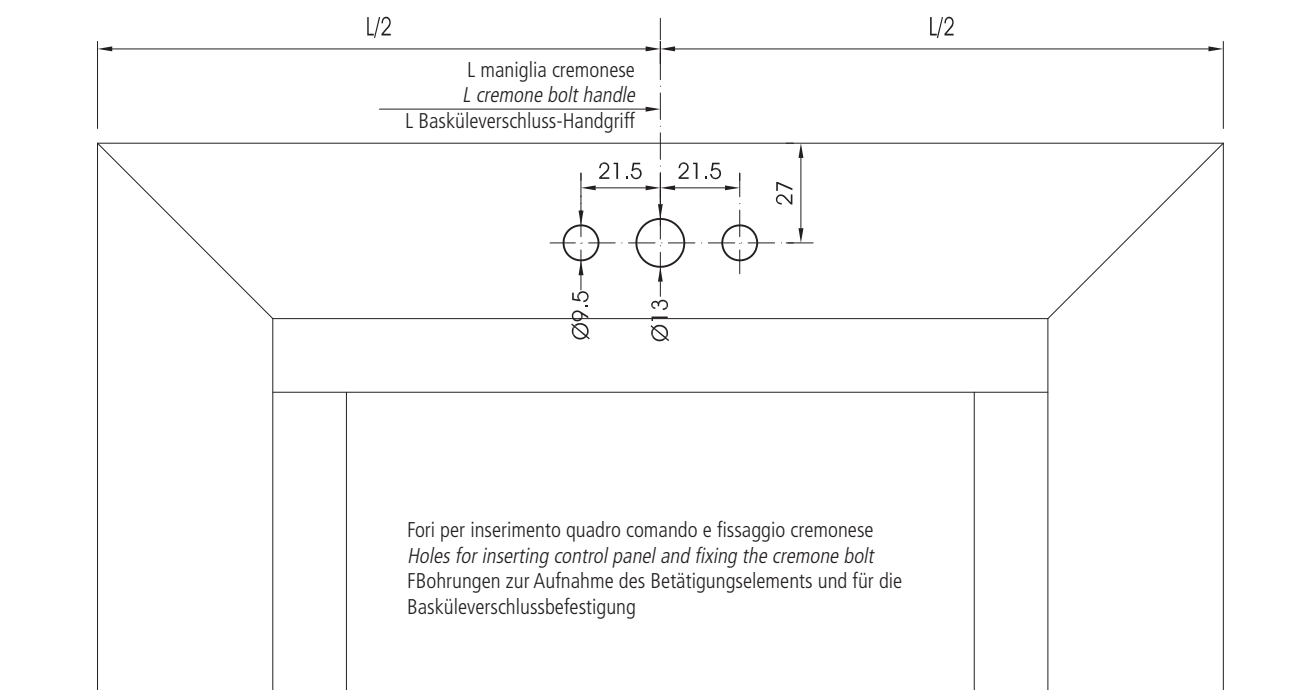 L/2
L/2
L maniglia cremonese
L cremone bolt handle
L Basküleverschluss-Handgriff
21.5
21.5
27
Ø9.5
Ø13
Fori per inserimento quadro comando e fissaggio cremonese
Holes for inserting control panel and fixing the cremone bolt
FBohrungen zur Aufnahme des Betätigungselements und für die
Basküleverschlussbefestigung